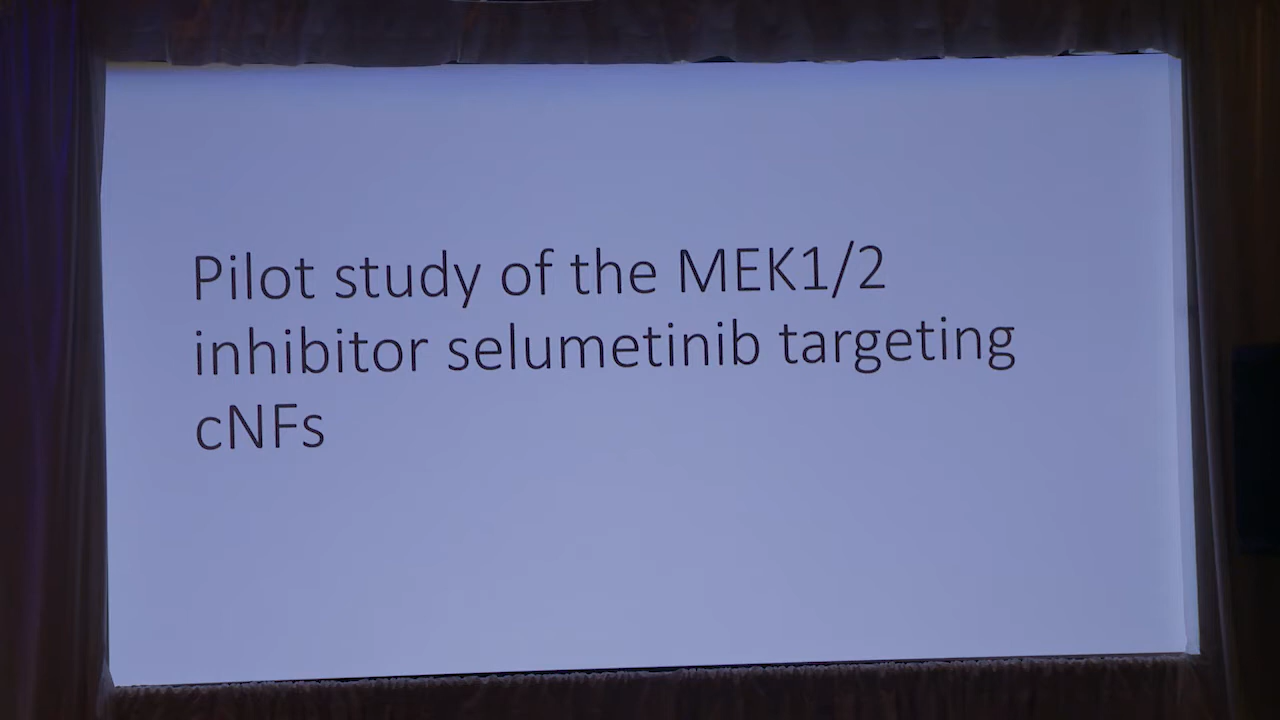 Pilot study of the MEK1/2
inhibitor selumetinib targeting
cNFs